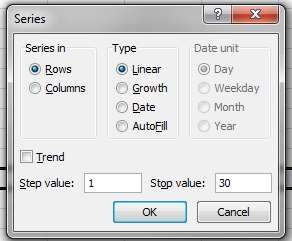 Series
Series in
Rows
Columns
Type
Linear
Growth
Date
AutoFill
Date unit
Day
Weekday
Month
Year
Trend
Step value: 1
Stop value: 30
OK
Cancel